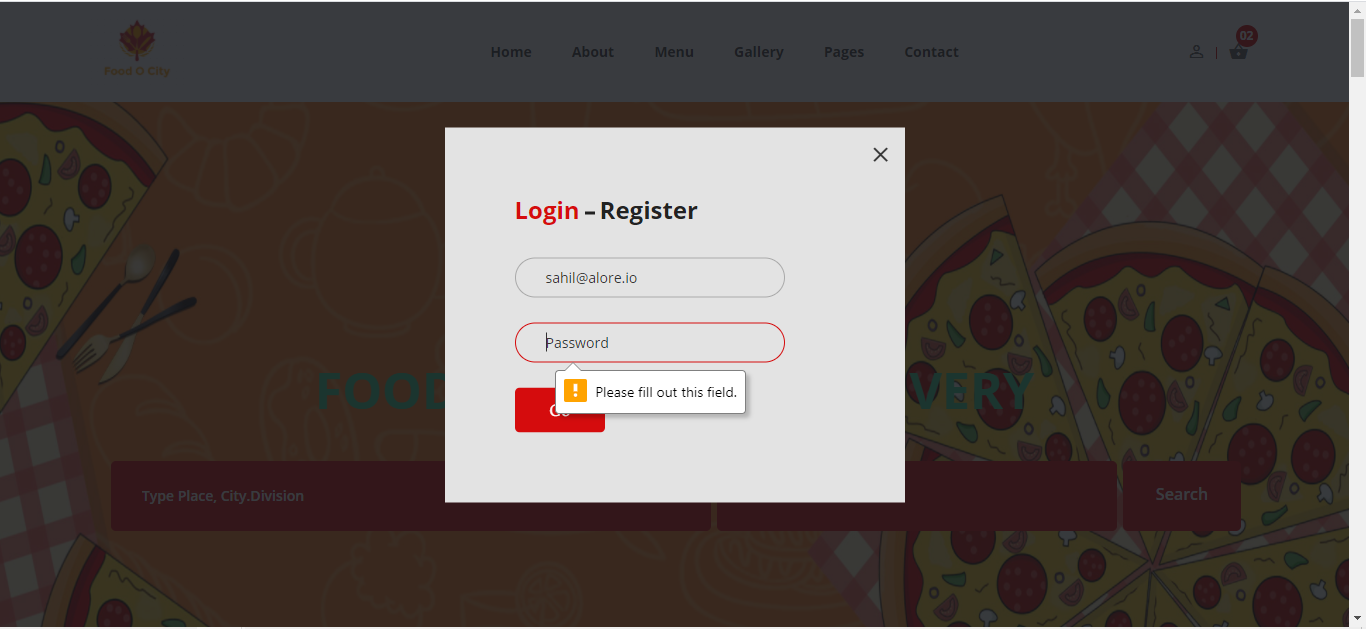 Food O City
Home About Menu Gallery Pages Contact
02
Login – Register
sahil@alore.io
Password
Please fill out this field.
Type Place, City.Division
Search